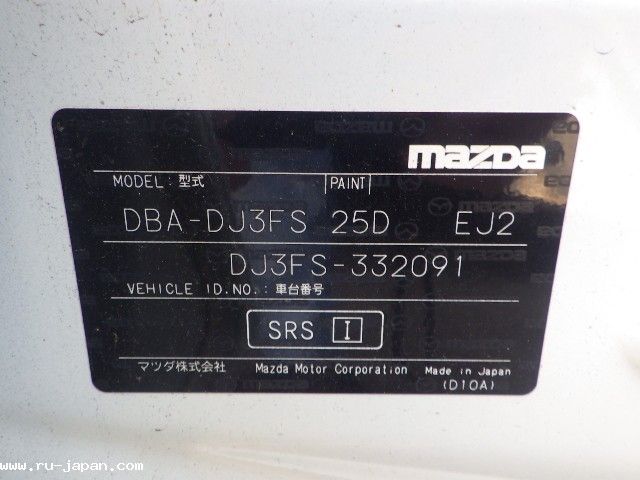 mazda
MODEL: 型式 PAINT
DBA-DJ3FS 25D EJ2
DJ3FS-332091
VEHICLE ID.NO.: 車台番号
SRS I
マツダ株式会社 Mazda Motor Corporation Made in Japan
(D10A)
www.ru-japan.com